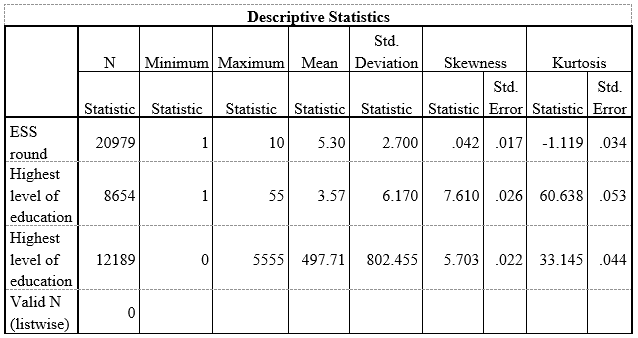 Descriptive Statistics
N Minimum Maximum Mean Std. Deviation Skewness Kurtosis
Statistic Statistic Statistic Statistic Statistic Statistic Std. Error Statistic Std. Error
ESS round 20979 1 10 5.30 2.700 .042 .017 -1.119 .034
Highest level of education 8654 1 55 3.57 6.170 7.610 .026 60.638 .053
Highest level of education 12189 0 5555 497.71 802.455 5.703 .022 33.145 .044
Valid N (listwise) 0